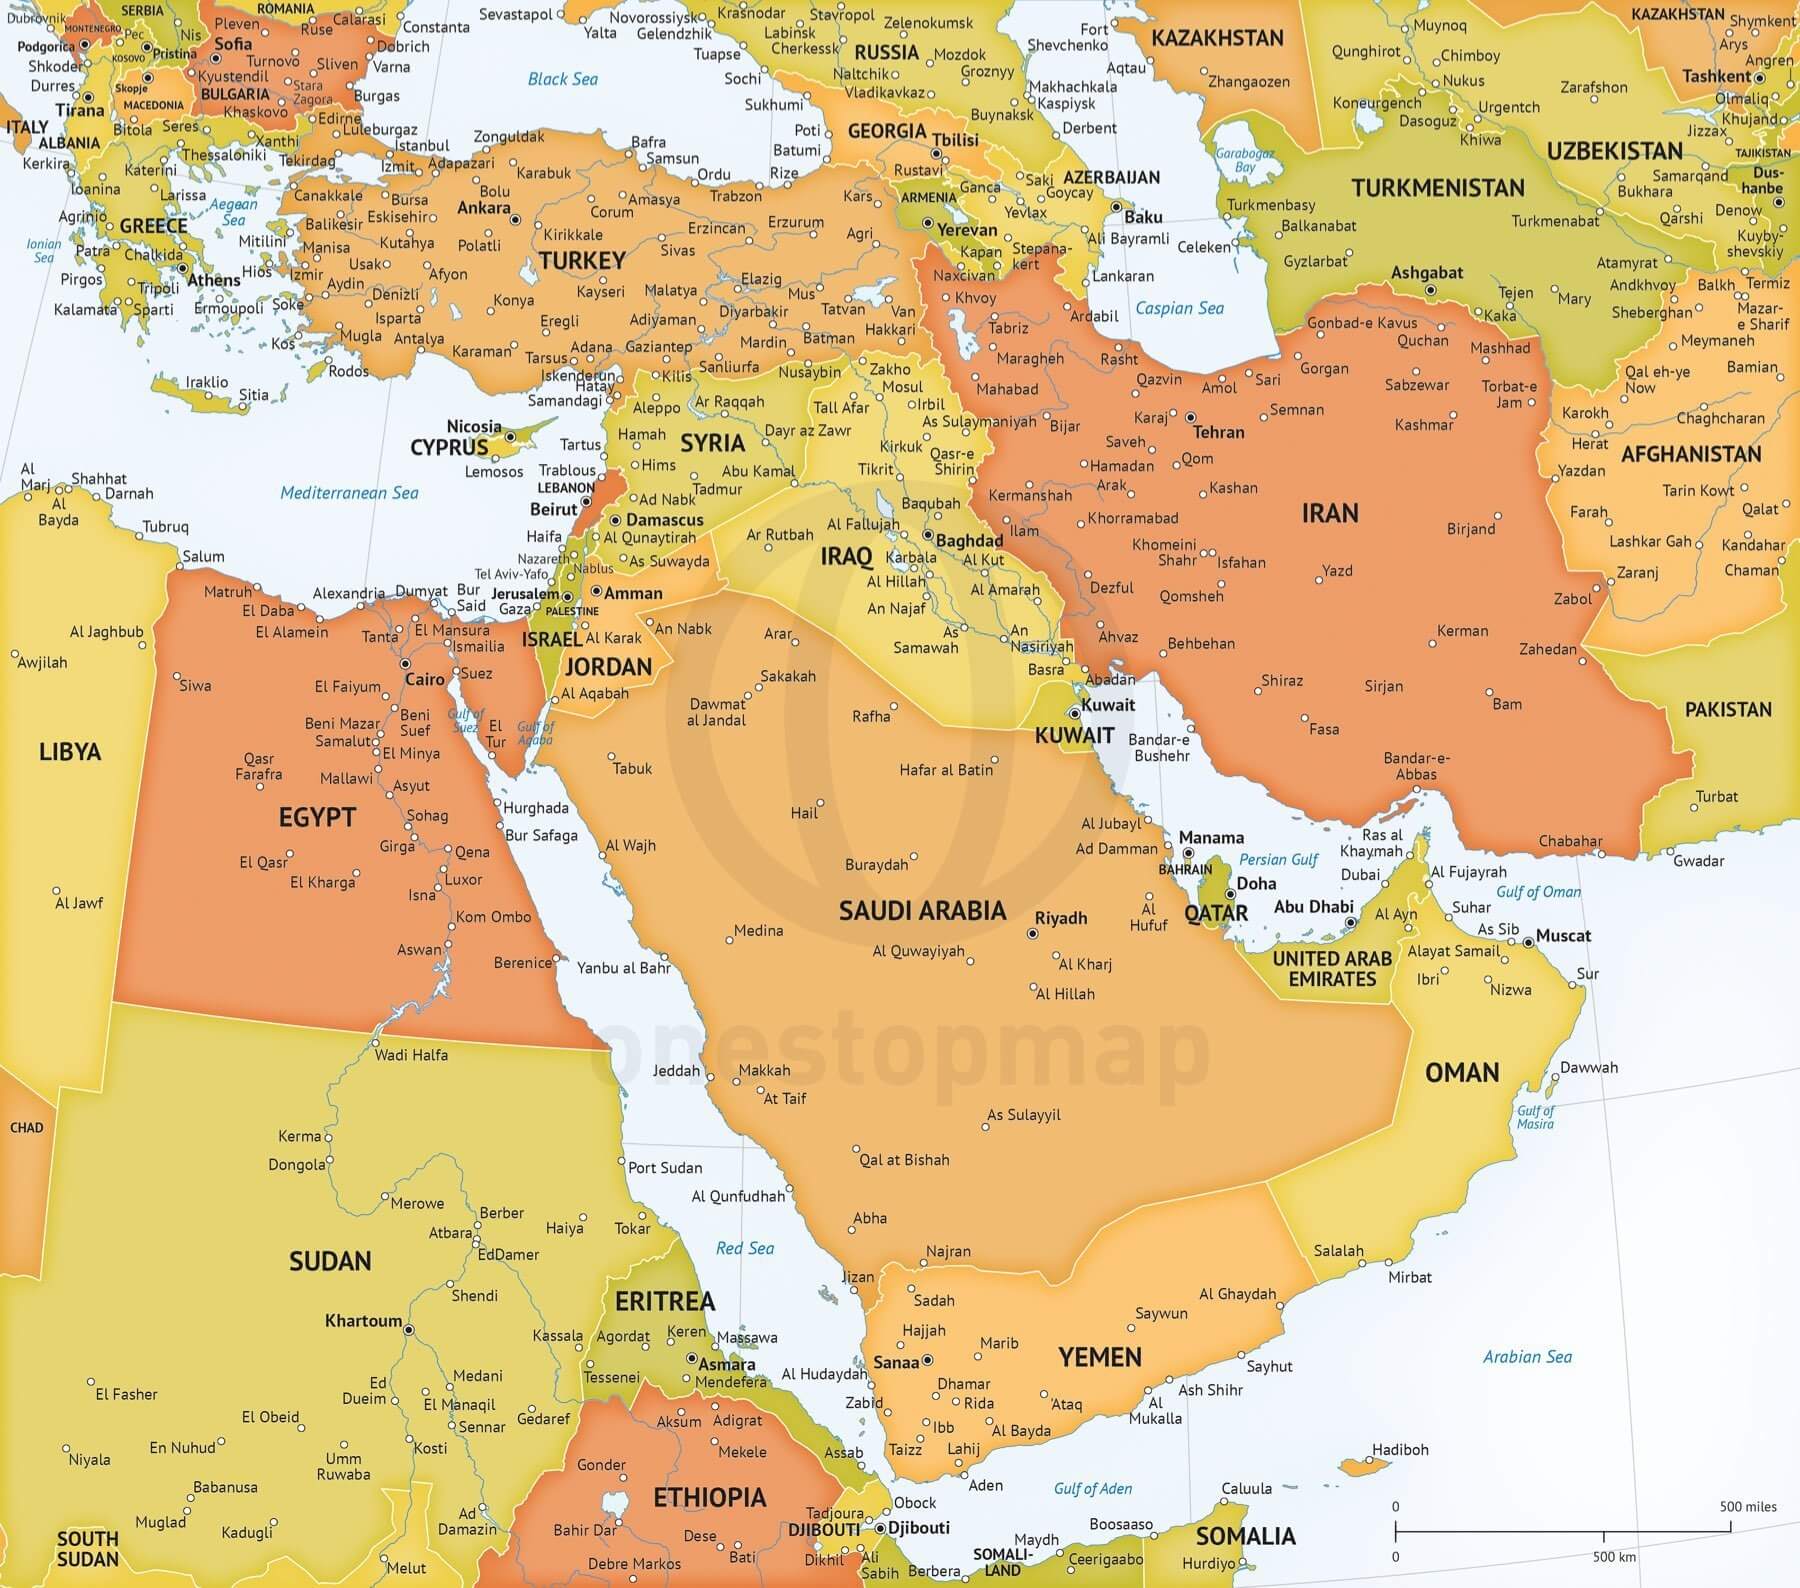 Dubrovnik
SERBIA
ROMANIA
Calarasi
Constanta
Sevastopol
Yalta
Novorossiysk
Gelendzhik
Krasnodar
Stavropol
Zelenokumsk
Fort
Shevchenko
KAZAKHSTAN
Aqtau
Zhangaozen
Muynoq
Qunghirot
Chimboy
Nukus
Zarafshon
KAZAKHSTAN
Shymkent
Arys
Angren
Tashkent
Olmaliq
Khujand
Jizzax
TAJIKISTAN
MONTENEGRO
Podgorica
Pec
Nis
Pristina
KOSOVO
Pleven
Ruse
Sofia
Dobrich
Turnovo
Sliven
Varna
Kyustendil
BULGARIA
Stara
Zagora
Burgas
Khaskovo
Shkoder
Durres
Tirana
Skopje
MACEDONIA
ITALY
ALBANIA
Bitola
Seres
Edirne
Luleburgaz
Xanthi
Istanbul
Kerkira
Thessaloniki
Tekirdag
Izmit
Adapazari
Zonguldak
Katerini
Ioanina
Larissa
Aegean
Sea
Canakkale
Bursa
Bolu
Karabuk
Agrinio
GREECE
Balikesir
Eskisehir
Ankara
Ionian
Sea
Patra
Chalkida
Mitilini
Manisa
Kutahya
Polatli
Kirikkale
Pirgos
Athens
Hios
Izmir
Usak
Afyon
Tripoli
Aydin
Kalamata
Sparti
Ermoupoli
Soke
Denizli
Isparta
Konya
Kos
Mugla
Antalya
Karaman
Eregli
Rodos
Iraklio
Sitia
Black Sea
Labinsk
Cherkessk
RUSSIA
Mozdok
Tuapse
Sochi
Naltchik
Groznyy
Vladikavkaz
Makhachkala
Kaspiysk
Sukhumi
Buynaksk
Poti
GEORGIA
Tbilisi
Derbent
Batumi
Rustavi
Bafra
Samsun
Ordu
Rize
Trabzon
Kars
Saki
AZERBAIJAN
Ganca
Goycay
ARMENIA
Yevlax
Baku
Corum
Amasya
Erzincan
Erzurum
Agri
Yerevan
Sivas
Kapan
Stepana-
kert
Ali Bayramli
Naxcivan
Lankaran
TURKEY
Kayseri
Elazig
Malatya
Mus
Khvoy
Diyarbakir
Tatvan
Van
Hakkari
Tabriz
Ardabil
Adiyaman
Batman
Mardin
Maragheh
Rasht
Adana
Gaziantep
Tarsus
Sanliurfa
Nusaybin
Zakho
Iskenderun
Kilis
Hatay
Samandagi
Mahabad
Qazvin
Mosul
Caspian Sea
Garabogaz
Bay
Koneurgench
Dasoguz
Urgentch
Khiwa
UZBEKISTAN
TURKMENISTAN
Samarqand
Bukhara
Dus-
hanbe
Turkmenbasy
Balkanabat
Turkmenabat
Qarshi
Denow
Celeken
Gyzlarbat
Kuyby-
shevskiy
Ashgabat
Atamyrat
Tejen
Mary
Andkhvoy
Balkh
Termiz
Kaka
Sheberghan
Mazar-
e Sharif
Gonbad-e Kavus
Quchan
Mashhad
Meymaneh
Gorgan
Amol
Sari
Sabzewar
Torbat-e
Jam
Qal eh-ye
Now
Bamian
Karaj
Tehran
Semnan
Kashmar
Karokh
Chaghcharan
Herat
Nicosia
CYPRUS
Lemosos
Aleppo
Ar Raqqah
Tall Afar
Irbil
As Sulaymaniyah
Bijar
Saveh
Hamah
SYRIA
Dayr az Zawr
Kirkuk
Qasr-e
Shirin
Hamadan
Qom
AFGHANISTAN
Tartus
Hims
Abu Kamal
Tikrit
Yazdan
Trablous
LEBANON
Tadmur
Kermanshah
Arak
Kashan
Tarin Kowt
Beirut
Ad Nabk
Baqubah
IRAN
Damascus
Al Fallujah
Ilam
Khorramabad
Birjand
Farah
Qalat
Haifa
Al Qunaytirah
Ar Rutbah
Baghdad
Khomeini
Shahr
Isfahan
Lashkar Gah
Kandahar
Nazareth
Nablus
As Suwayda
IRAQ
Karbala
Al Kut
Chaman
Tel Aviv-Yafo
Al Hillah
Dezful
Yazd
Zaranj
Jerusalem
Amman
Al Amarah
Qomsheh
Zabol
Gaza
PALESTINE
An Najaf
ISRAEL
Al Karak
An Nabk
Arar
As
Samawah
An
Nasiriyah
Ahvaz
Behbehan
Kerman
Zahedan
JORDAN
Sakakah
Basra
Abadan
Al Aqabah
Dawmat
al Jandal
Rafha
Kuwait
Shiraz
Sirjan
Bam
PAKISTAN
KUWAIT
Fasa
Bandar-e
Bushehr
Bandar-e-
Abbas
Turbat
Chabahar
Gwadar
Al
Marj
Shahhat
Darnah
Al
Bayda
Tubruq
Mediterranean Sea
Salum
Matruh
Alexandria
Dumyat
Bur
Said
El Daba
El Alamein
Tanta
El Mansura
Ismailia
Al Jaghbub
Awjilah
Siwa
Cairo
Suez
El Faiyum
Gulf of
Suez
El
Tur
Gulf of
Aqaba
Beni Mazar
Beni
Suef
Samalut
El Minya
LIBYA
Qasr
Farafra
Mallawi
Asyut
EGYPT
Sohag
Hurghada
Girga
Bur Safaga
El Qasr
Qena
El Kharga
Luxor
Isna
Al Jawf
Kom Ombo
Aswan
Berenice
Wadi Halfa
Tabuk
Hafar al Batin
Hail
Al Wajh
Buraydah
Al Jubayl
Ad Damman
Manama
BAHRAIN
Persian Gulf
Ras al
Khaymah
Dubai
Al Fujayrah
Gulf of Oman
Doha
SAUDI ARABIA
Riyadh
Al
Hufuf
QATAR
Abu Dhabi
Al Ayn
Suhar
As Sib
Muscat
Medina
Al Quwayiyah
Al Kharj
UNITED ARAB
EMIRATES
Alayat Samail
Yanbu al Bahr
Al Hillah
Ibri
Nizwa
Sur
onestopmap
Jeddah
Makkah
At Taif
OMAN
Dawwah
As Sulayyil
Gulf of
Masira
CHAD
Kerma
Dongola
Qal at Bishah
Port Sudan
Al Qunfudhah
Merowe
Berber
Atbara
Haiya
Tokar
Abha
EdDamer
Red Sea
Najran
SUDAN
Salalah
Mirbat
Jizan
Shendi
ERITREA
Sadah
Al Ghaydah
Khartoum
Saywun
Kassala
Agordat
Keren
Massawa
Hajjah
Marib
YEMEN
Asmara
Sanaa
Arabian Sea
Tessenei
Mendefera
Al Hudaydah
Sayhut
Medani
Dhamar
Ash Shihr
El Fasher
Ed
Dueim
El Manaqil
Zabid
Rida
'Ataq
Al
Mukalla
El Obeid
Gedaref
Aksum
Adigrat
Sennar
Ibb
Al Bayda
En Nuhud
Kosti
Mekele
Taizz
Lahij
Hadiboh
Niyala
Umm
Ruwaba
Gonder
Assab
Aden
Gulf of Aden
Caluula
Babanusa
ETHIOPIA
Obock
Tadjoura
Muglad
Kadugli
Ad
Damazin
Bahir Dar
Dese
DJIBOUTI
Djibouti
Boosaaso
SOMALIA
Maydh
SOUTH
SUDAN
Bati
Dikhil
Ali
Sabih
SOMALI-
LAND
Ceerigaabo
Hurdiyo
Melut
Debre Markos
Berbera
0
500 miles
0
500 km